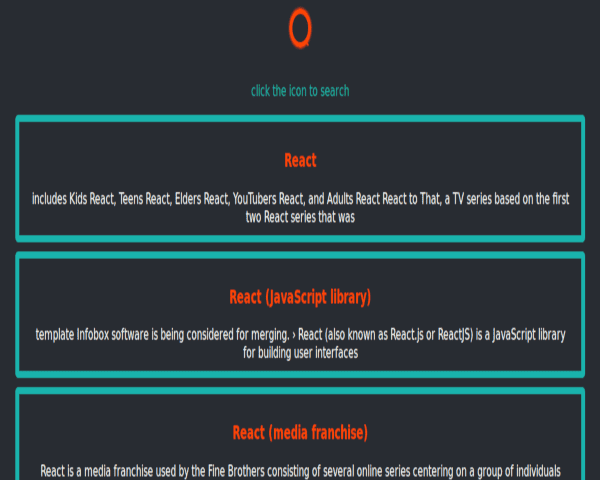 click the icon to search
React
includes Kids React, Teens React, Elders React, YouTubers React, and Adults React React to That, a TV series based on the first
two React series that was
React (JavaScript library)
template Infobox software is being considered for merging. › React (also known as React.js or ReactJS) is a JavaScript library
for building user interfaces
React (media franchise)
React is a media franchise used by the Fine Brothers consisting of several online series centering on a group of individuals